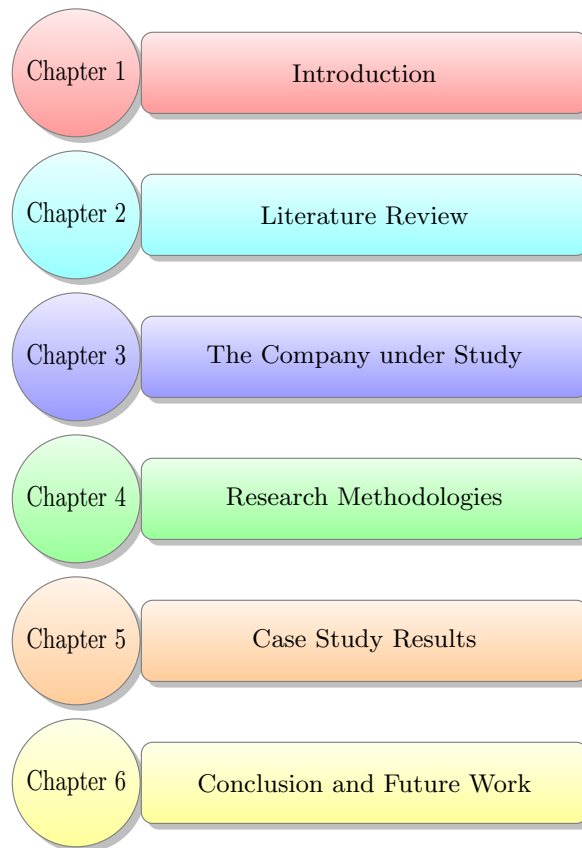 Chapter 1
Introduction
Chapter 2
Literature Review
Chapter 3
The Company under Study
Chapter 4
Research Methodologies
Chapter 5
Case Study Results
Chapter 6
Conclusion and Future Work